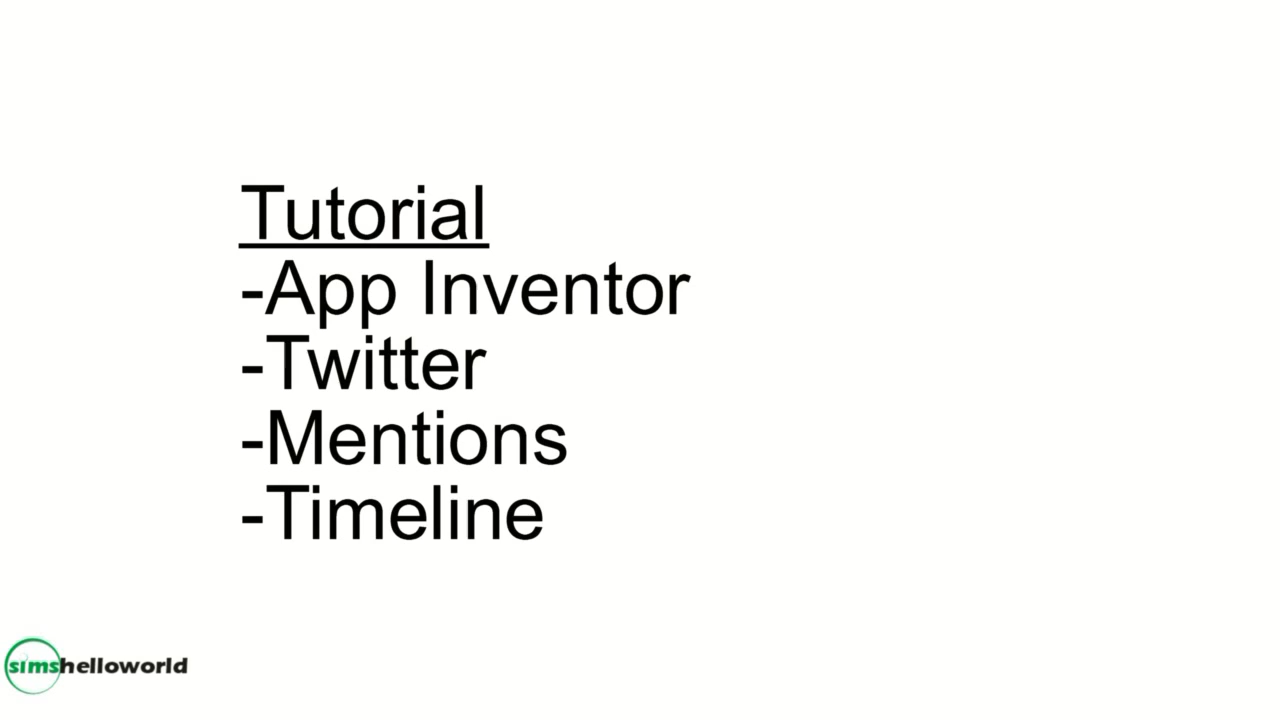 Tutorial
-App Inventor
-Twitter
-Mentions
-Timeline
simshelloworld